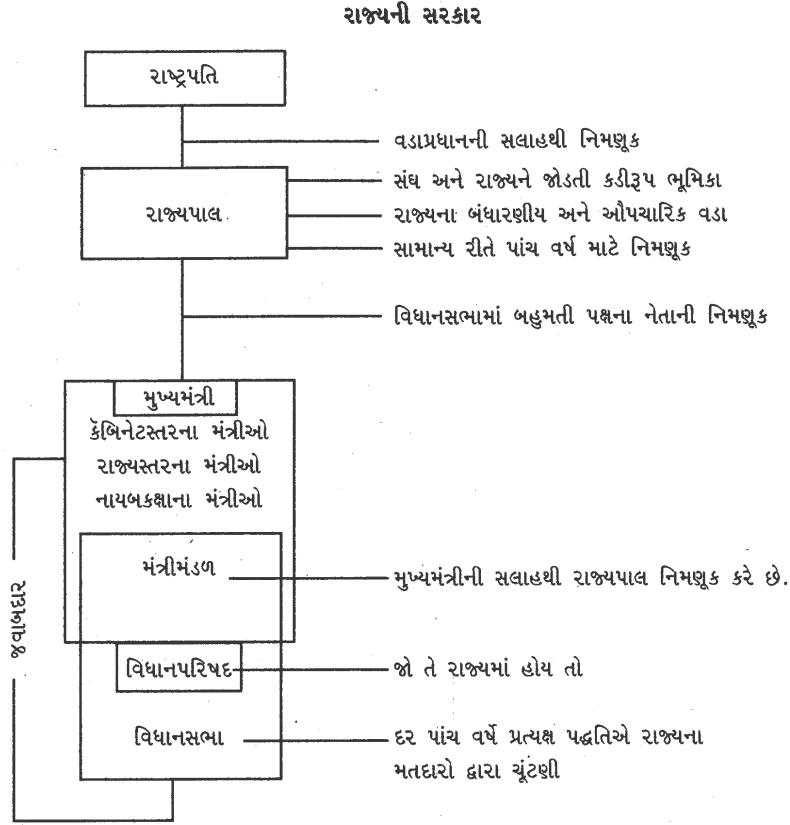 રાજ્યની સરકાર
રાષ્ટ્રપતિ
વડાપ્રધાનની સલાહથી નિમણૂક
સંઘ અને રાજ્યને જોડતી કડીરૂપ ભૂમિકા
રાજ્યપાલ
રાજ્યના બંધારણીય અને ઔપચારિક વડા
સામાન્ય રીતે પાંચ વર્ષ માટે નિમણૂક
વિધાનસભામાં બહુમતી પક્ષના નેતાની નિમણૂક
મુખ્યમંત્રી
કૅબિનેટસ્તરના મંત્રીઓ
રાજ્યસ્તરના મંત્રીઓ
નાયબકક્ષાના મંત્રીઓ
મંત્રીમંડળ
મુખ્યમંત્રીની સલાહથી રાજ્યપાલ નિમણૂક કરે છે.
જવાબદાર
વિધાનપરિષદ
જો તે રાજ્યમાં હોય તો
વિધાનસભા
દર પાંચ વર્ષે પ્રત્યક્ષ પદ્ધતિએ રાજ્યના
મતદારો દ્વારા ચૂંટણી